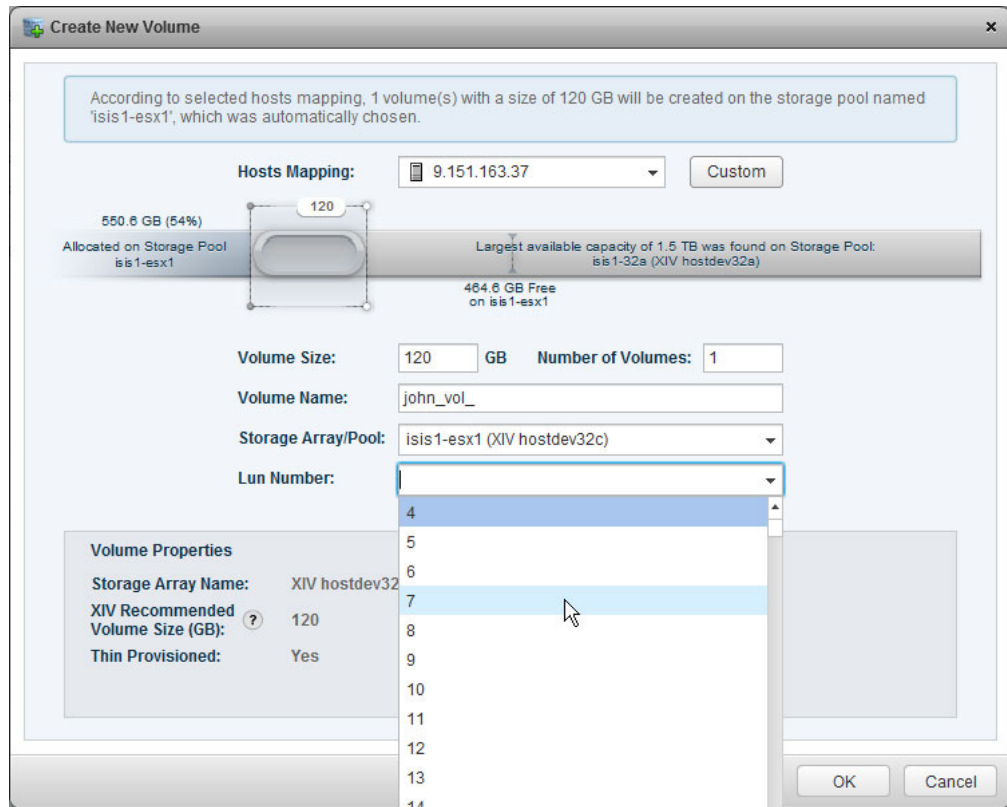 Create New Volume
According to selected hosts mapping, 1 volume(s) with a size of 120 GB will be created on the storage pool named
'isis1-esx1', which was automatically chosen.
Hosts Mapping:
9.151.163.37
Custom
120
550.6 GB (54%)
Allocated on Storage Pool
isis1-esx1
Largest available capacity of 1.5 TB was found on Storage Pool:
isis1-32a (XIV hostdev32a)
464.6 GB Free
on isis1-esx1
Volume Size:
120
GB
Number of Volumes:
1
Volume Name:
john_vol_
Storage Array/Pool:
isis1-esx1 (XIV hostdev32c)
Lun Number:
4
5
6
7
8
9
10
11
12
13
14
Volume Properties
Storage Array Name:
XIV hostdev32
XIV Recommended
Volume Size (GB):
?
120
Thin Provisioned:
Yes
OK
Cancel